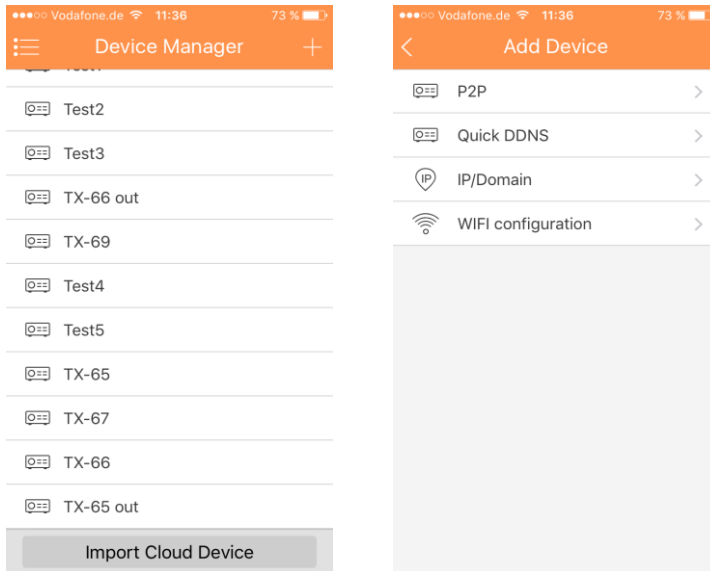 Vodafone.de 11:36 73 %
Device Manager
Test1
Test2
Test3
TX-66 out
TX-69
Test4
Test5
TX-65
TX-67
TX-66
TX-65 out
Import Cloud Device
Vodafone.de 11:36 73 %
Add Device
P2P
Quick DDNS
IP
IP/Domain
WIFI configuration